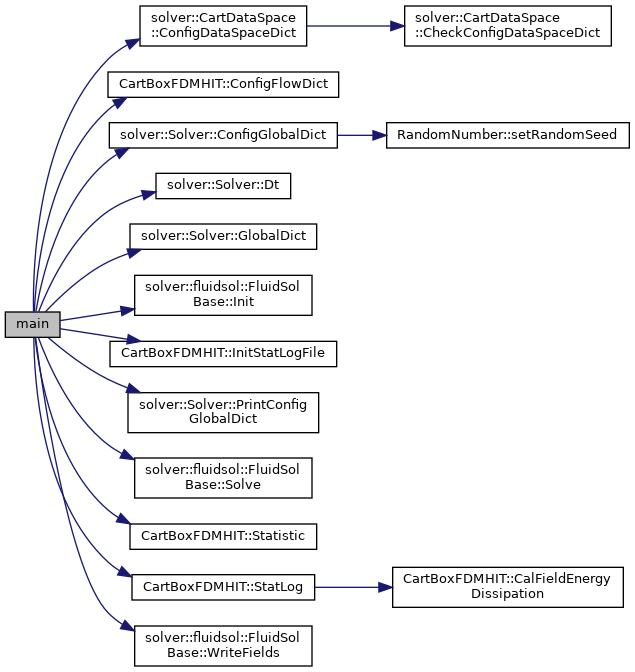 main
solver::CartDataSpace
::ConfigDataSpaceDict
solver::CartDataSpace
::CheckConfigDataSpaceDict
CartBoxFDMHIT::ConfigFlowDict
solver::Solver::ConfigGlobalDict
RandomNumber::setRandomSeed
solver::Solver::Dt
solver::Solver::GlobalDict
solver::fluidsol::FluidSol
Base::Init
CartBoxFDMHIT::InitStatLogFile
solver::Solver::PrintConfig
GlobalDict
solver::fluidsol::FluidSol
Base::Solve
CartBoxFDMHIT::Statistic
CartBoxFDMHIT::StatLog
CartBoxFDMHIT::CalFieldEnergy
Dissipation
solver::fluidsol::FluidSol
Base::WriteFields